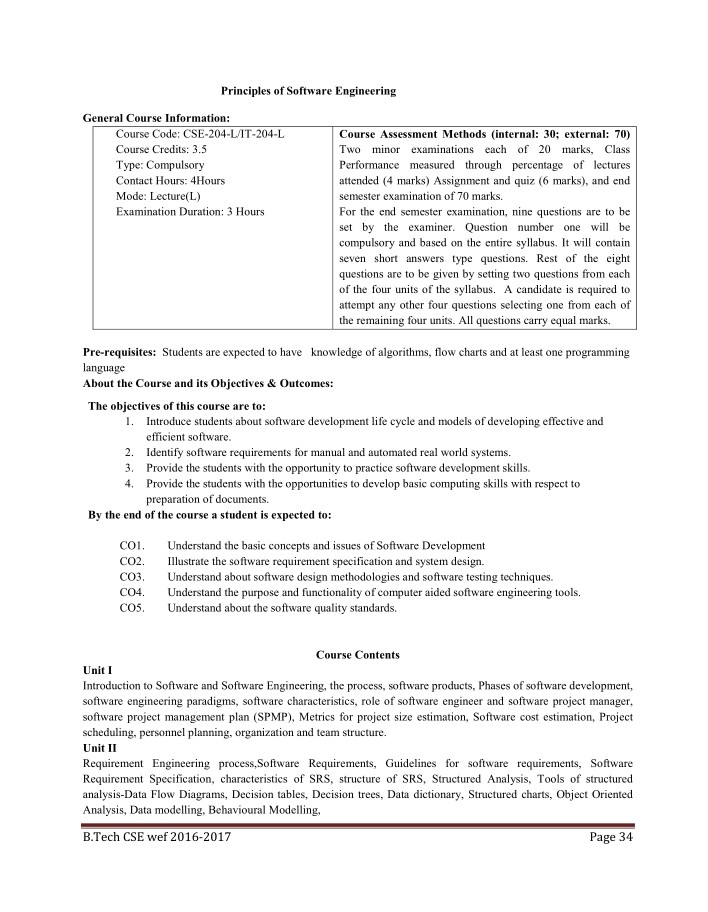 Principles of Software Engineering
General Course Information:
Course Code: CSE-204-L/IT-204-L
Course Credits: 3.5
Type: Compulsory
Contact Hours: 4Hours
Mode: Lecture(L)
Examination Duration: 3 Hours
Course Assessment Methods (internal: 30; external: 70)
Two minor examinations each of 20 marks, Class
Performance measured through percentage of lectures
attended (4 marks) Assignment and quiz (6 marks), and end
semester examination of 70 marks.
For the end semester examination, nine questions are to be
set by the examiner. Question number one will be
compulsory and based on the entire syllabus. It will contain
seven short answers type questions. Rest of the eight
questions are to be given by setting two questions from each
of the four units of the syllabus. A candidate is required to
attempt any other four questions selecting one from each of
the remaining four units. All questions carry equal marks.
Pre-requisites: Students are expected to have knowledge of algorithms, flow charts and at least one programming
language
About the Course and its Objectives & Outcomes:
The objectives of this course are to:
1. Introduce students about software development life cycle and models of developing effective and
efficient software.
2. Identify software requirements for manual and automated real world systems.
3. Provide the students with the opportunity to practice software development skills.
4. Provide the students with the opportunities to develop basic computing skills with respect to
preparation of documents.
By the end of the course a student is expected to:
CO1. Understand the basic concepts and issues of Software Development
CO2. Illustrate the software requirement specification and system design.
CO3. Understand about software design methodologies and software testing techniques.
CO4. Understand the purpose and functionality of computer aided software engineering tools.
CO5. Understand about the software quality standards.
Course Contents
Unit I
Introduction to Software and Software Engineering, the process, software products, Phases of software development,
software engineering paradigms, software characteristics, role of software engineer and software project manager,
software project management plan (SPMP), Metrics for project size estimation, Software cost estimation, Project
scheduling, personnel planning, organization and team structure.
Unit II
Requirement Engineering process,Software Requirements, Guidelines for software requirements, Software
Requirement Specification, characteristics of SRS, structure of SRS, Structured Analysis, Tools of structured
analysis-Data Flow Diagrams, Decision tables, Decision trees, Data dictionary, Structured charts, Object Oriented
Analysis, Data modelling, Behavioural Modelling,
B.Tech CSE wef 2016-2017 Page 34